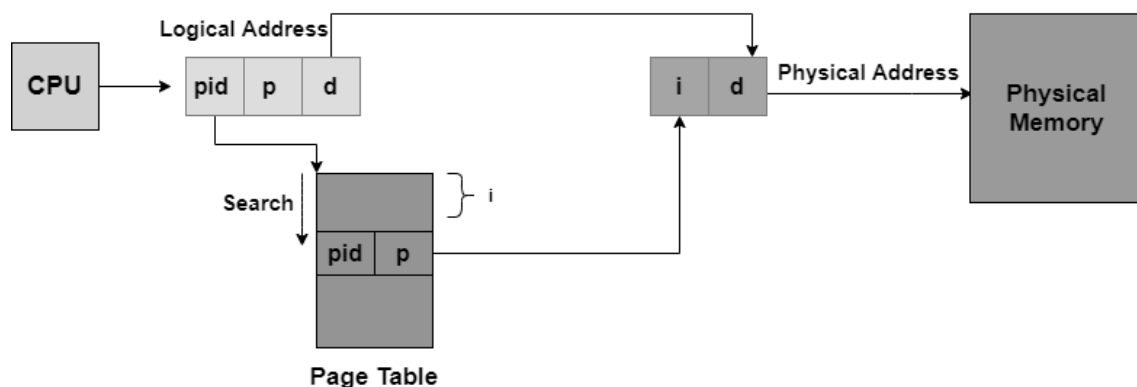 Logical Address
CPU
pid p d
i d
Physical Address
Physical
Memory
Search
i
pid p
Page Table